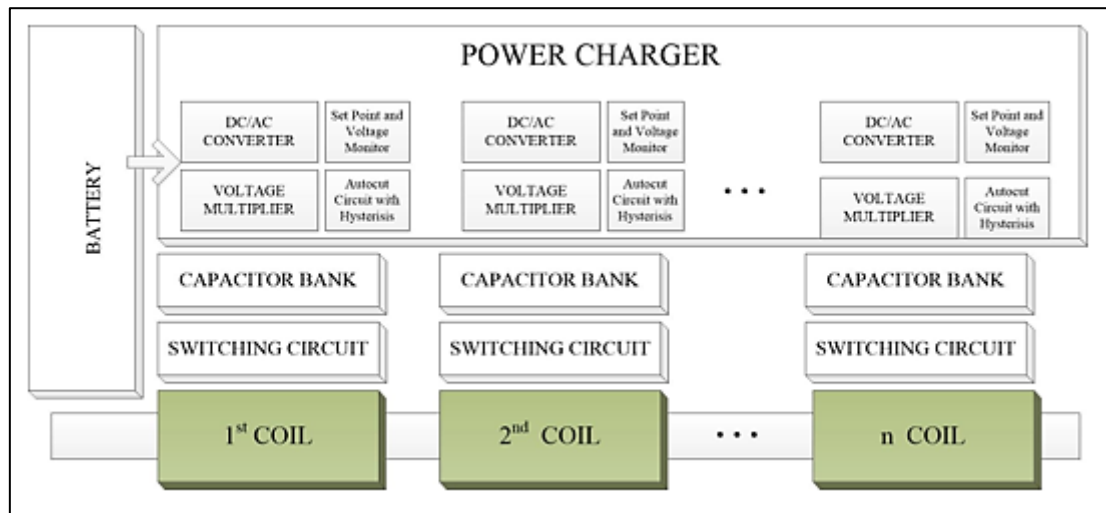 POWER CHARGER
BATTERY
DC/AC
CONVERTER
Set Point and
Voltage
Monitor
VOLTAGE
MULTIPLIER
Autocut
Circuit with
Hysterisis
DC/AC
CONVERTER
Set Point
and Voltage
Monitor
VOLTAGE
MULTIPLIER
Autocut
Circuit with
Hysterisis
• • •
DC/AC
CONVERTER
Set Point
and Voltage
Monitor
VOLTAGE
MULTIPLIER
Autocut
Circuit with
Hysterisis
CAPACITOR BANK
CAPACITOR BANK
CAPACITOR BANK
SWITCHING CIRCUIT
SWITCHING CIRCUIT
SWITCHING CIRCUIT
1st COIL
2nd COIL
• • •
n COIL